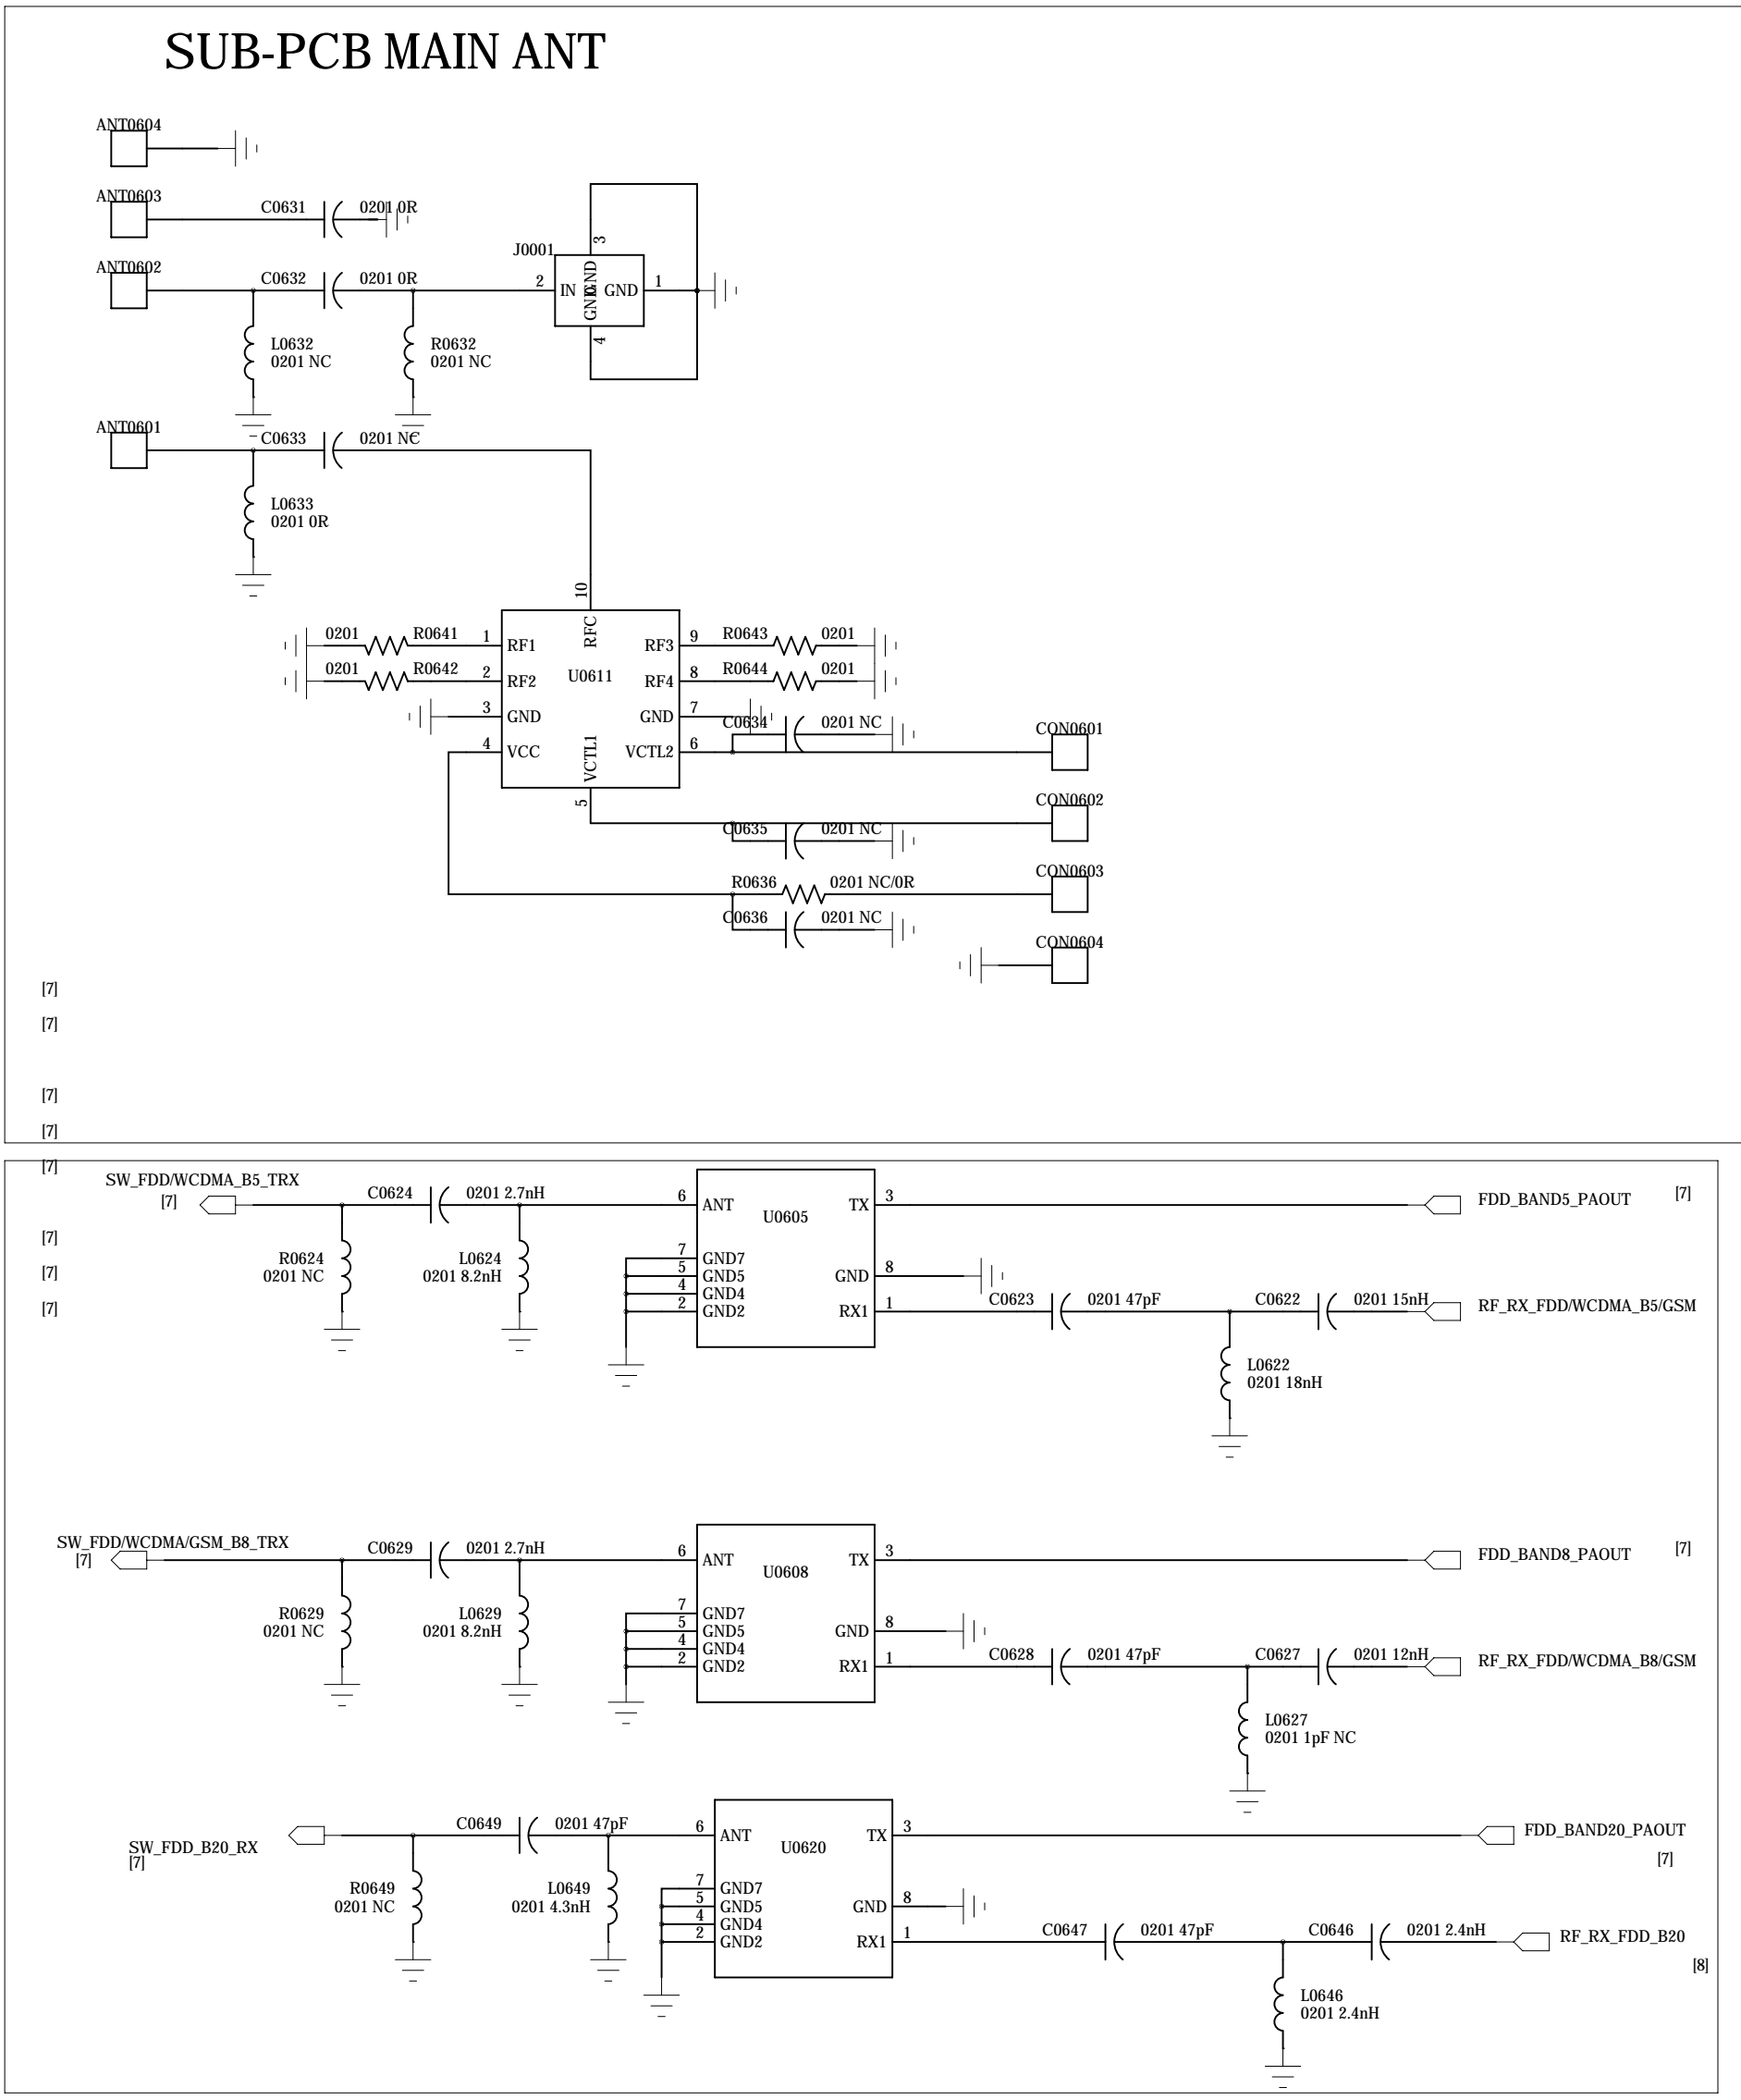 SUB-PCB MAIN ANT
ANT0604
ANT0603
C0631 0201 0R
ANT0602
C0632 0201 0R
J0001
3
2 IN GND GND GND 1
4
L0632
0201 NC
R0632
0201 NC
ANT0601
C0633 0201 NC
L0633
0201 0R
10
RFC
0201 R0641 1 RF1 RF3 9 R0643 0201
0201 R0642 2 RF2 U0611 RF4 8 R0644 0201
3 GND GND 7
C0634 0201 NC
4 VCC VCTL1 VCTL2 6
CON0601
5
CON0602
C0635 0201 NC
CON0603
R0636 0201 NC/0R
C0636 0201 NC
CON0604
[7]
[7]
[7]
[7]
[7]
SW_FDD/WCDMA_B5_TRX
[7]
C0624 0201 2.7nH
6 ANT U0605 TX 3
FDD_BAND5_PAOUT [7]
[7]
R0624
0201 NC
L0624
0201 8.2nH
7 GND7
5 GND5 GND 8
4 GND4
2 GND2 RX1 1
[7]
[7]
C0623 0201 47pF C0622 0201 15nH RF_RX_FDD/WCDMA_B5/GSM
L0622
0201 18nH
SW_FDD/WCDMA/GSM_B8_TRX
[7]
C0629 0201 2.7nH
6 ANT U0608 TX 3
FDD_BAND8_PAOUT [7]
R0629
0201 NC
L0629
0201 8.2nH
7 GND7
5 GND5 GND 8
4 GND4
2 GND2 RX1 1
C0628 0201 47pF C0627 0201 12nH RF_RX_FDD/WCDMA_B8/GSM
L0627
0201 1pF NC
SW_FDD_B20_RX
[7]
C0649 0201 47pF
6 ANT U0620 TX 3
FDD_BAND20_PAOUT
[7]
R0649
0201 NC
L0649
0201 4.3nH
7 GND7
5 GND5 GND 8
4 GND4
2 GND2 RX1 1
C0647 0201 47pF C0646 0201 2.4nH RF_RX_FDD_B20
[8]
L0646
0201 2.4nH